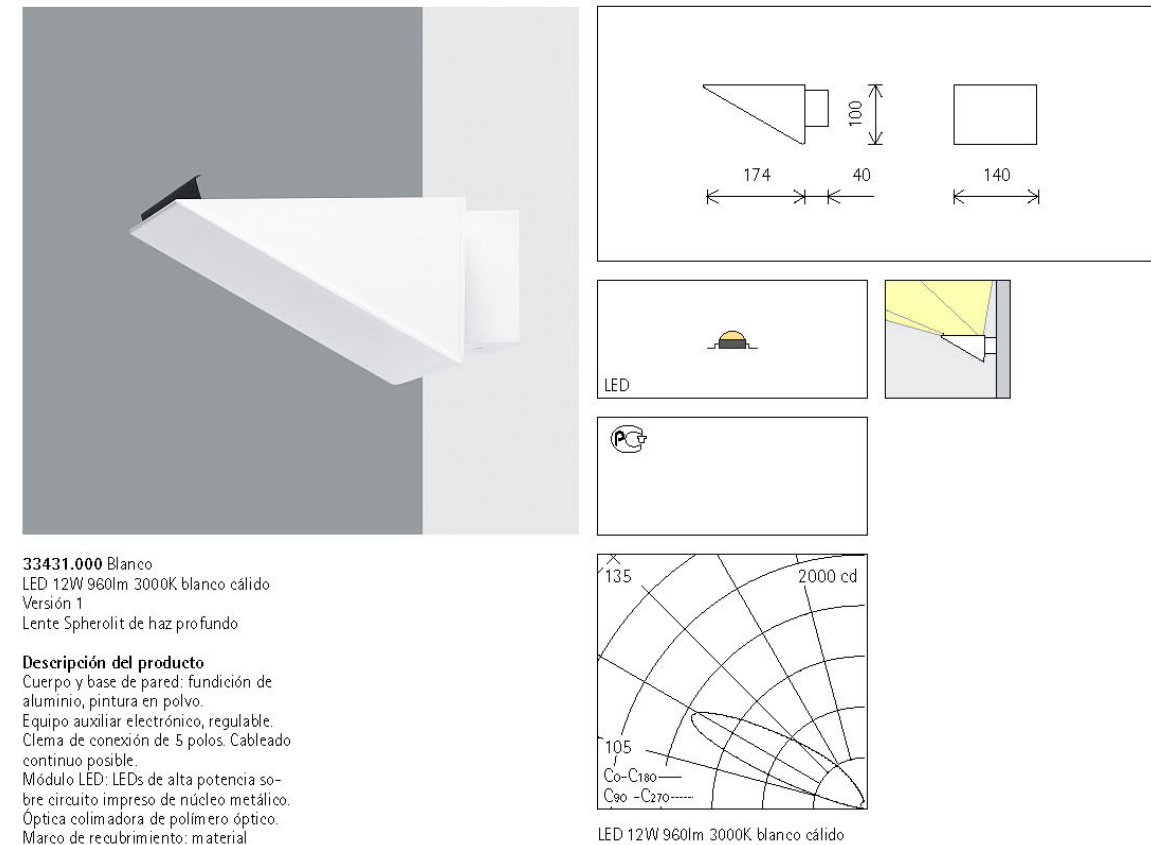 100
174
40
140
LED
33431.000 Blanco
LED 12W 960lm 3000K blanco cálido
Versión 1
Lente Spherolit de haz profundo
Descripción del producto
Cuerpo y base de pared: fundición de
aluminio, pintura en polvo.
Equipo auxiliar electrónico, regulable.
Clema de conexión de 5 polos. Cableado
continuo posible.
Módulo LED: LEDs de alta potencia so-
bre circuito impreso de núcleo metálico.
Óptica colimadora de polímero óptico.
Marco de recubrimiento: material
135
2000 cd
105
C0-C180
C90 -C270
LED 12W 960lm 3000K blanco cálido